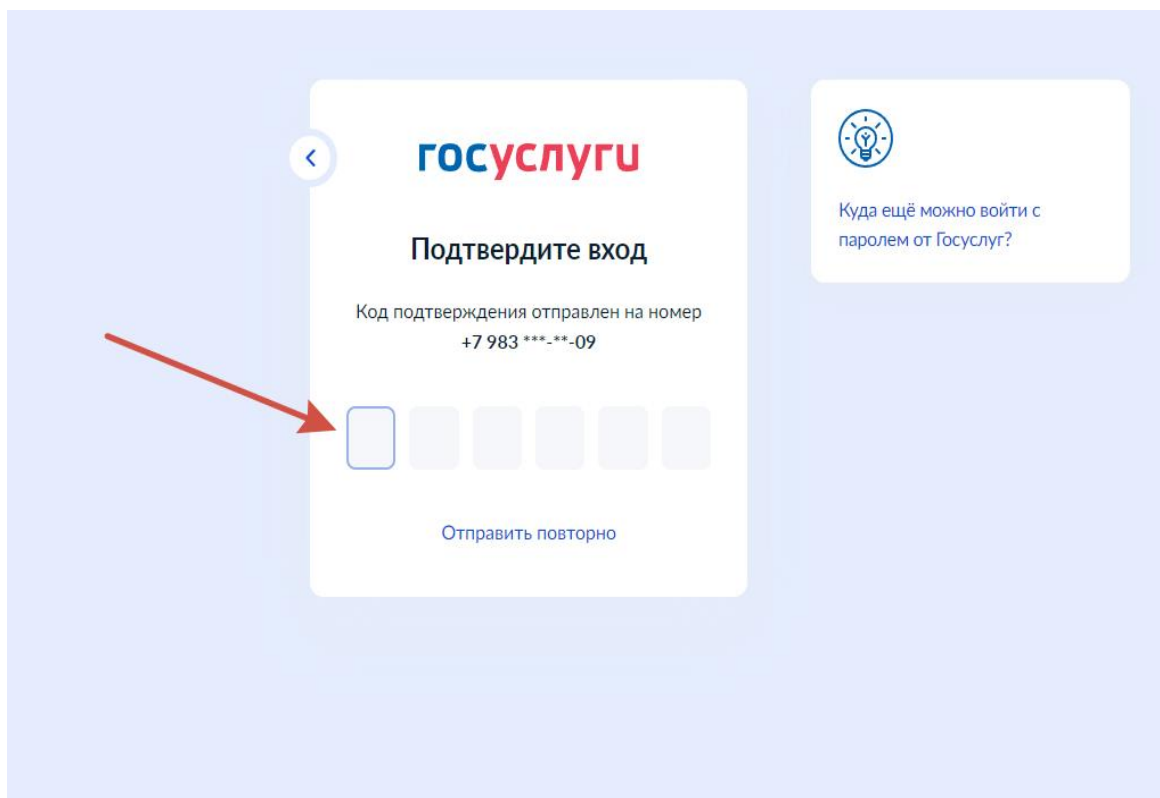 госуслуги
Подтвердите вход
Код подтверждения отправлен на номер
+7 983 ***-**-09
Отправить повторно
Куда ещё можно войти с
паролем от Госуслуг?